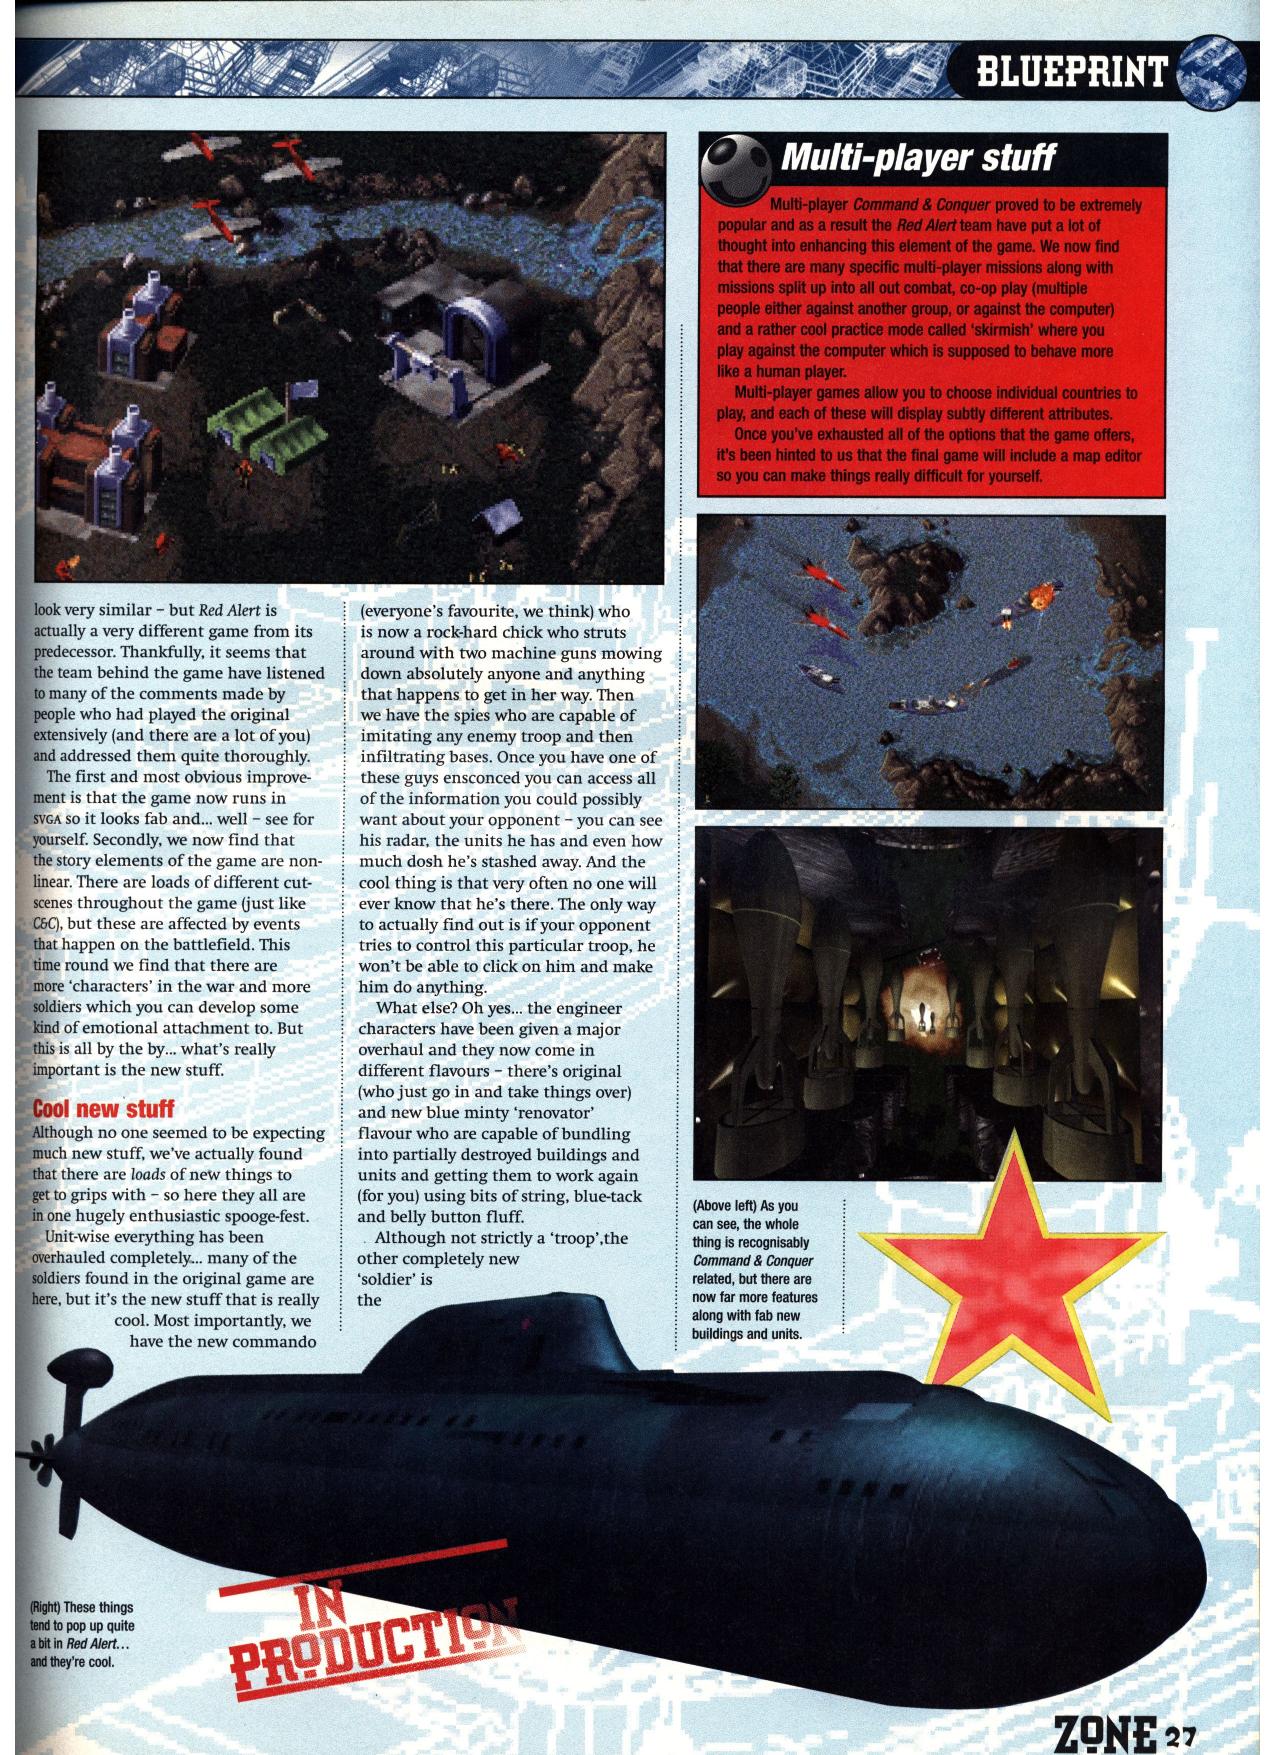 BLUEPRINT
look very similar – but Red Alert is
actually a very different game from its
predecessor. Thankfully, it seems that
the team behind the game have listened
to many of the comments made by
people who had played the original
extensively (and there are a lot of you)
and addressed them quite thoroughly.
The first and most obvious improve-
ment is that the game now runs in
SVGA so it looks fab and... well – see for
yourself. Secondly, we now find that
the story elements of the game are non-
linear. There are loads of different cut-
scenes throughout the game (just like
C&C), but these are affected by events
that happen on the battlefield. This
time round we find that there are
more ‘characters’ in the war and more
soldiers which you can develop some
kind of emotional attachment to. But
this is all by the by... what’s really
important is the new stuff.
Cool new stuff
Although no one seemed to be expecting
much new stuff, we’ve actually found
that there are loads of new things to
get to grips with – so here they all are
in one hugely enthusiastic spooge-fest.
Unit-wise everything has been
overhauled completely... many of the
soldiers found in the original game are
here, but it’s the new stuff that is really
cool. Most importantly, we
have the new commando
(everyone’s favourite, we think) who
is now a rock-hard chick who struts
around with two machine guns mowing
down absolutely anyone and anything
that happens to get in her way. Then
we have the spies who are capable of
imitating any enemy troop and then
infiltrating bases. Once you have one of
these guys ensconced you can access all
of the information you could possibly
want about your opponent – you can see
his radar, the units he has and even how
much dosh he’s stashed away. And the
cool thing is that very often no one will
ever know that he’s there. The only way
to actually find out is if your opponent
tries to control this particular troop, he
won’t be able to click on him and make
him do anything.
What else? Oh yes... the engineer
characters have been given a major
overhaul and they now come in
different flavours – there’s original
(who just go in and take things over)
and new blue minty ‘renovator’
flavour who are capable of bundling
into partially destroyed buildings and
units and getting them to work again
(for you) using bits of string, blue-tack
and belly button fluff.
Although not strictly a ‘troop’,the
other completely new
‘soldier’ is
the
Multi-player stuff
Multi-player Command & Conquer proved to be extremely
popular and as a result the Red Alert team have put a lot of
thought into enhancing this element of the game. We now find
that there are many specific multi-player missions along with
missions split up into all out combat, co-op play (multiple
people either against another group, or against the computer)
and a rather cool practice mode called ‘skirmish’ where you
play against the computer which is supposed to behave more
like a human player.
Multi-player games allow you to choose individual countries to
play, and each of these will display subtly different attributes.
Once you’ve exhausted all of the options that the game offers,
it’s been hinted to us that the final game will include a map editor
so you can make things really difficult for yourself.
(Above left) As you
can see, the whole
thing is recognisably
Command & Conquer
related, but there are
now far more features
along with fab new
buildings and units.
(Right) These things
tend to pop up quite
a bit in Red Alert...
and they’re cool.
IN
PRODUCTION
ZONE 27